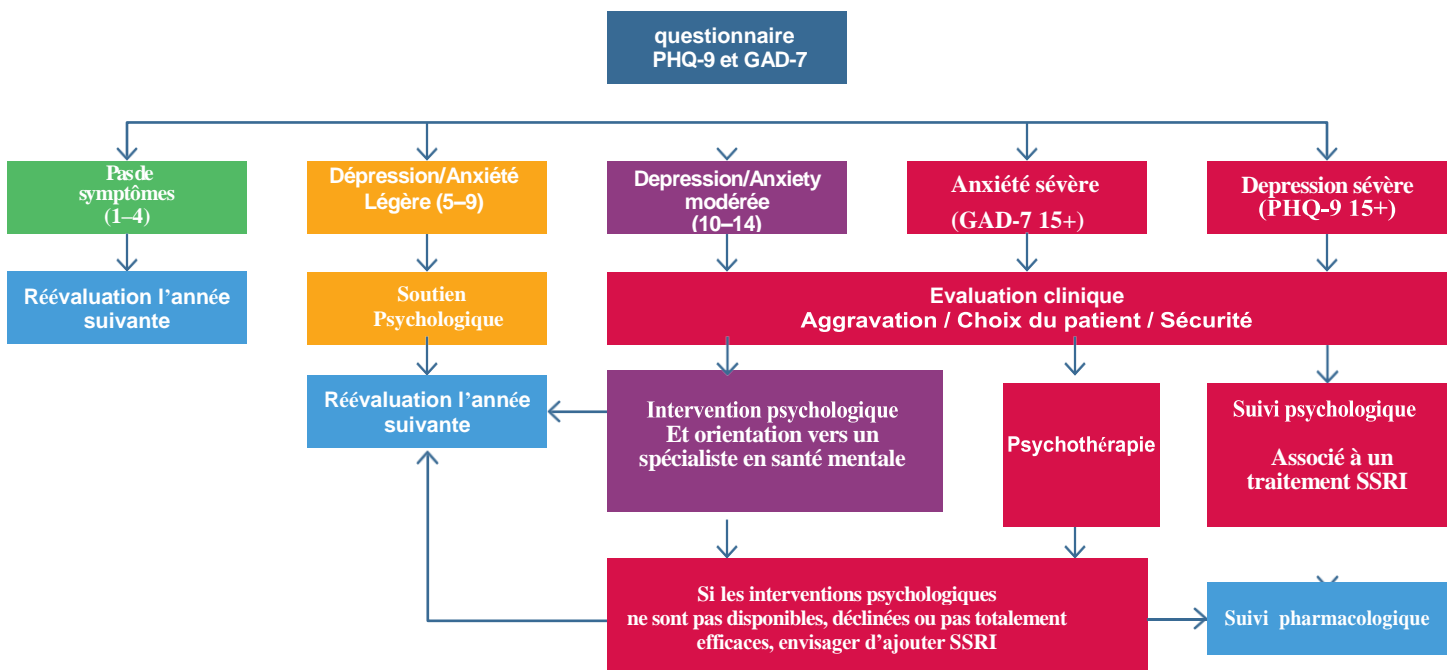 questionnaire
PHQ-9 et GAD-7
Pas de
symptômes
(1–4)
Dépression/Anxiété
Légère (5–9)
Depression/Anxiety
modérée
(10–14)
Anxiété sévère
(GAD-7 15+)
Depression sévère
(PHQ-9 15+)
Réévaluation l'année
suivante
Soutien
Psychologique
Evaluation clinique
Aggravation / Choix du patient / Sécurité
Réévaluation l'année
suivante
Intervention psychologique
Et orientation vers un
spécialiste en santé mentale
Psychothérapie
Suivi psychologique
Associé à un
traitement SSRI
Si les interventions psychologiques
ne sont pas disponibles, déclinées ou pas totalement
efficaces, envisager d'ajouter SSRI
Suivi pharmacologique